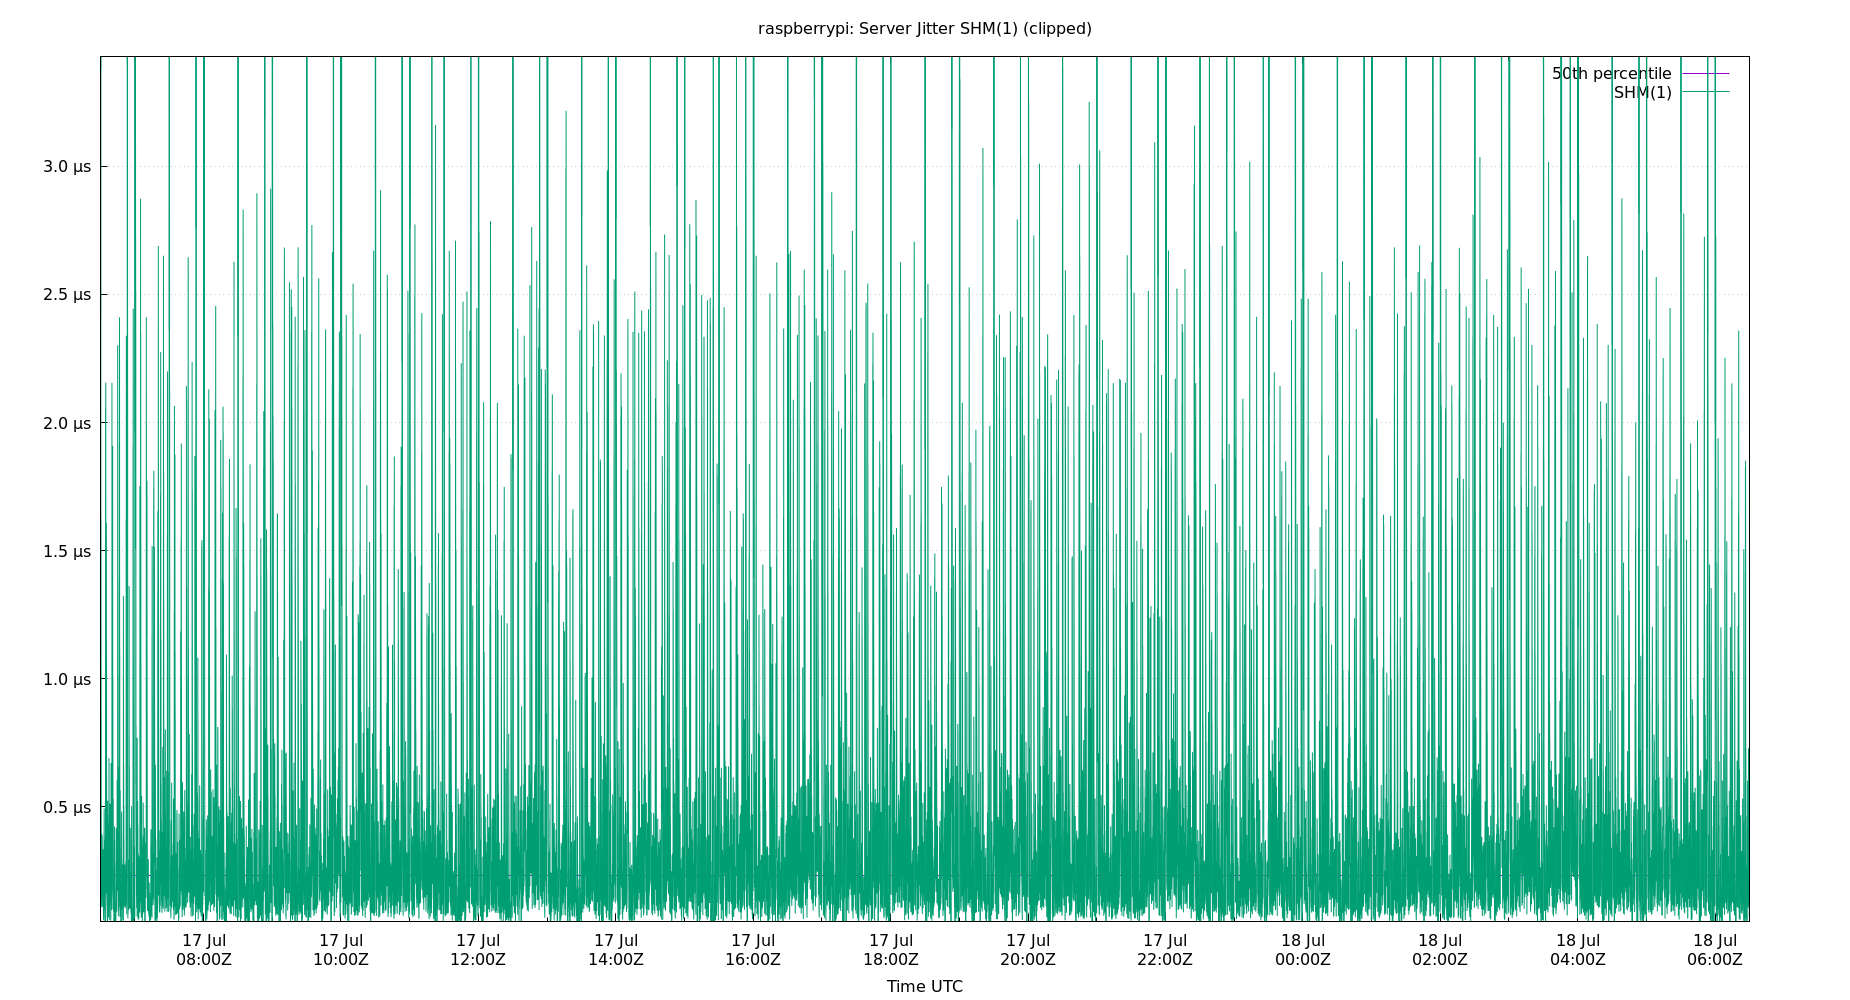 raspberrypi: Server Jitter SHM(1) (clipped)
50th percentile
SHM(1)
3.0 µs
2.5 µs
2.0 µs
1.5 µs
1.0 µs
0.5 µs
17 Jul 17 Jul 17 Jul 17 Jul 17 Jul 17 Jul 17 Jul 17 Jul 18 Jul 18 Jul 18 Jul 18 Jul
08:00Z 10:00Z 12:00Z 14:00Z 16:00Z 18:00Z 20:00Z 22:00Z 00:00Z 02:00Z 04:00Z 06:00Z
Time UTC